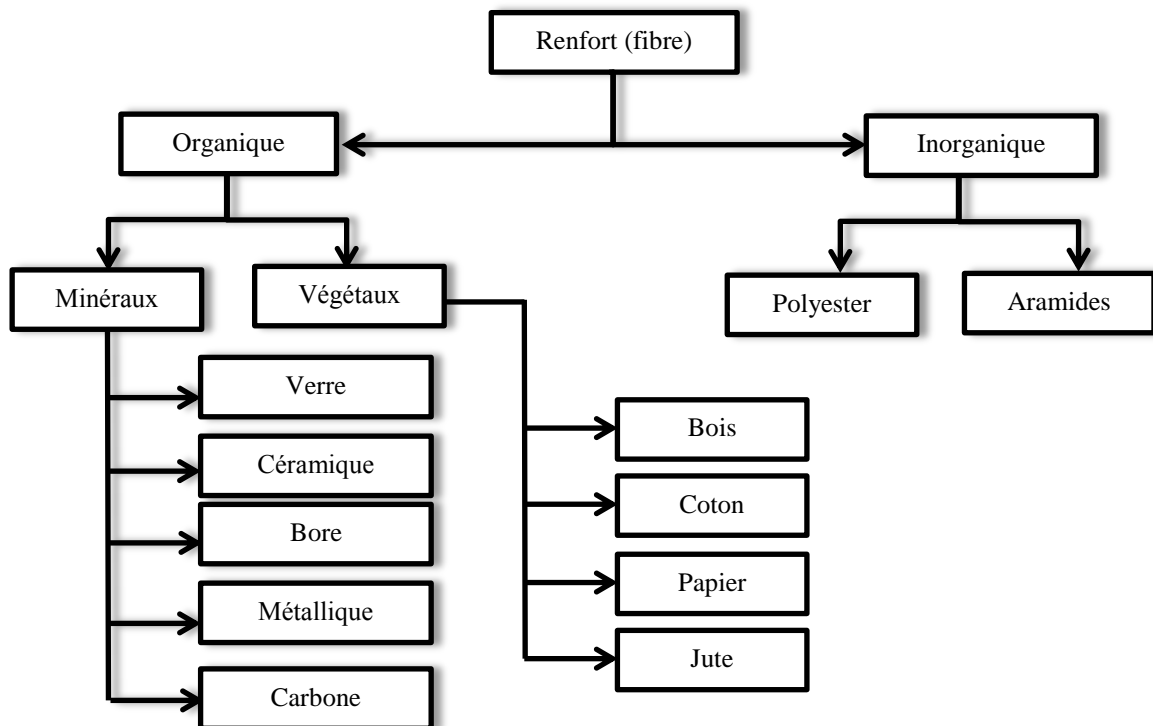 Renfort (fibre)
Organique
Inorganique
Minéraux
Végétaux
Polyester
Aramides
Verre
Céramique
Bore
Métallique
Carbone
Bois
Coton
Papier
Jute